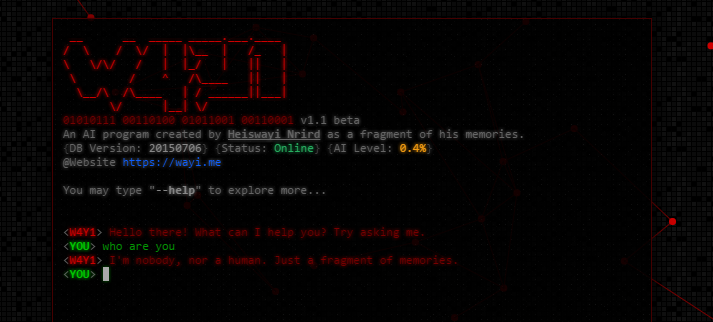 W4Y1
01010111 00110100 01011001 00110001 v1.1 beta
An AI program created by Heiswayi Nrird as a fragment of his memories.
{DB Version: 20150706} {Status: Online} {AI Level: 0.4%}
@Website https://wayi.me
You may type "--help" to explore more...
<W4Y1> Hello there! What can I help you? Try asking me.
<YOU> who are you
<W4Y1> I'm nobody, nor a human. Just a fragment of memories.
<YOU>